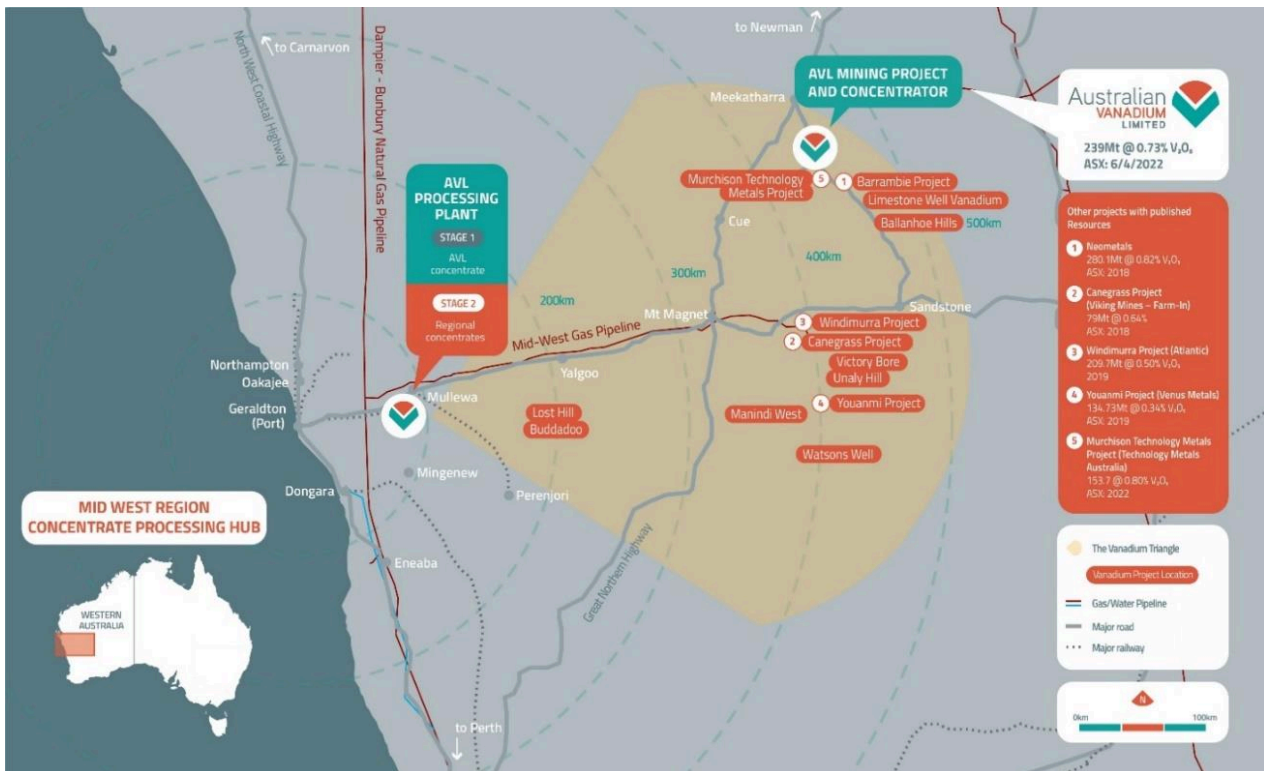 to Carnarvon
North West Coastal Highway
Dampier - Bunbury Natural Gas Pipeline
to Newman
AVL MINING PROJECT
AND CONCENTRATOR
Meekatharra
Australian
VANADIUM
LIMITED
239Mt @ 0.73% V₂O₅
ASX: 6/4/2022
AVL
PROCESSING
PLANT
STAGE 1
AVL
concentrate
STAGE 2
Regional
concentrates
Murchison Technology
Metals Project
5
1
Barrambie Project
Limestone Well Vanadium
Ballanhoe Hills
500km
Cue
400km
300km
200km
Sandstone
Mt Magnet
Mid-West Gas Pipeline
3
Windimurra Project
2
Canegrass Project
Victory Bore
Unaly Hill
4
Youanmi Project
Manindi West
Watsons Well
Yalgoo
Northampton
Oakajee
Geraldton
(Port)
Mullewa
Lost Hill
Buddadoo
Mingenew
Perenjori
Dongara
Eneaba
Great Northern Highway
to Perth
MID WEST REGION
CONCENTRATE PROCESSING HUB
WESTERN
AUSTRALIA
Other projects with published
Resources
1 Neometals
280.1Mt @ 0.82% V₂O₅
ASX: 2018
2 Canegrass Project
(Viking Mines – Farm-In)
79Mt @ 0.64%
ASX: 2018
3 Windimurra Project (Atlantic)
209.7Mt @ 0.50% V₂O₅
2019
4 Youanmi Project (Venus Metals)
134.73Mt @ 0.34% V₂O₅
ASX: 2019
5 Murchison Technology Metals
Project (Technology Metals
Australia)
153.7 @ 0.80% V₂O₅
ASX: 2022
The Vanadium Triangle
Vanadium Project Location
Gas/Water Pipeline
Major road
Major railway
N
0km
100km